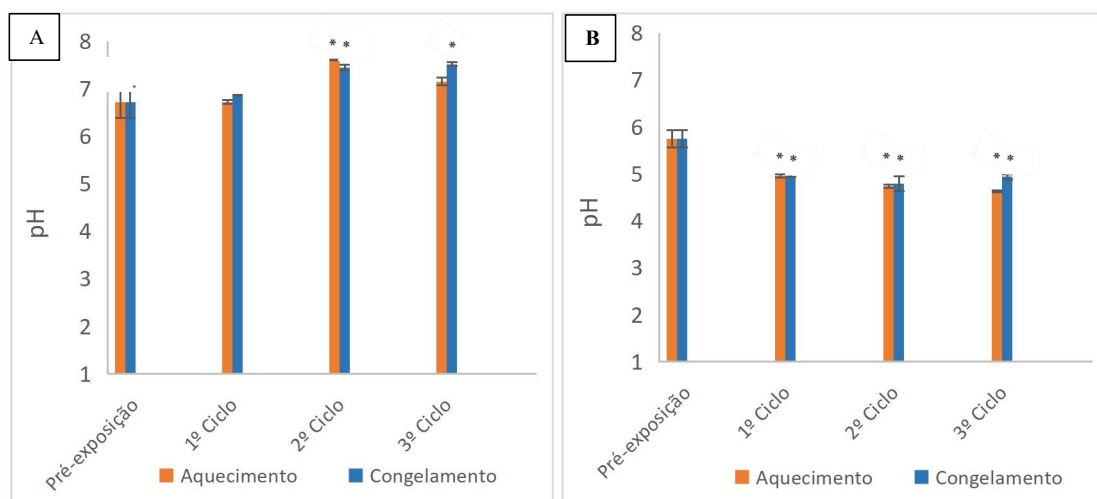 A
8
7
6
5
4
3
2
1
pH
* *
*
Pré-exposição
1º Ciclo
2º Ciclo
3º Ciclo
Aquecimento
Congelamento
B
8
7
6
5
4
3
2
1
pH
* *
* *
* *
Pré-exposição
1º Ciclo
2º Ciclo
3º Ciclo
Aquecimento
Congelamento